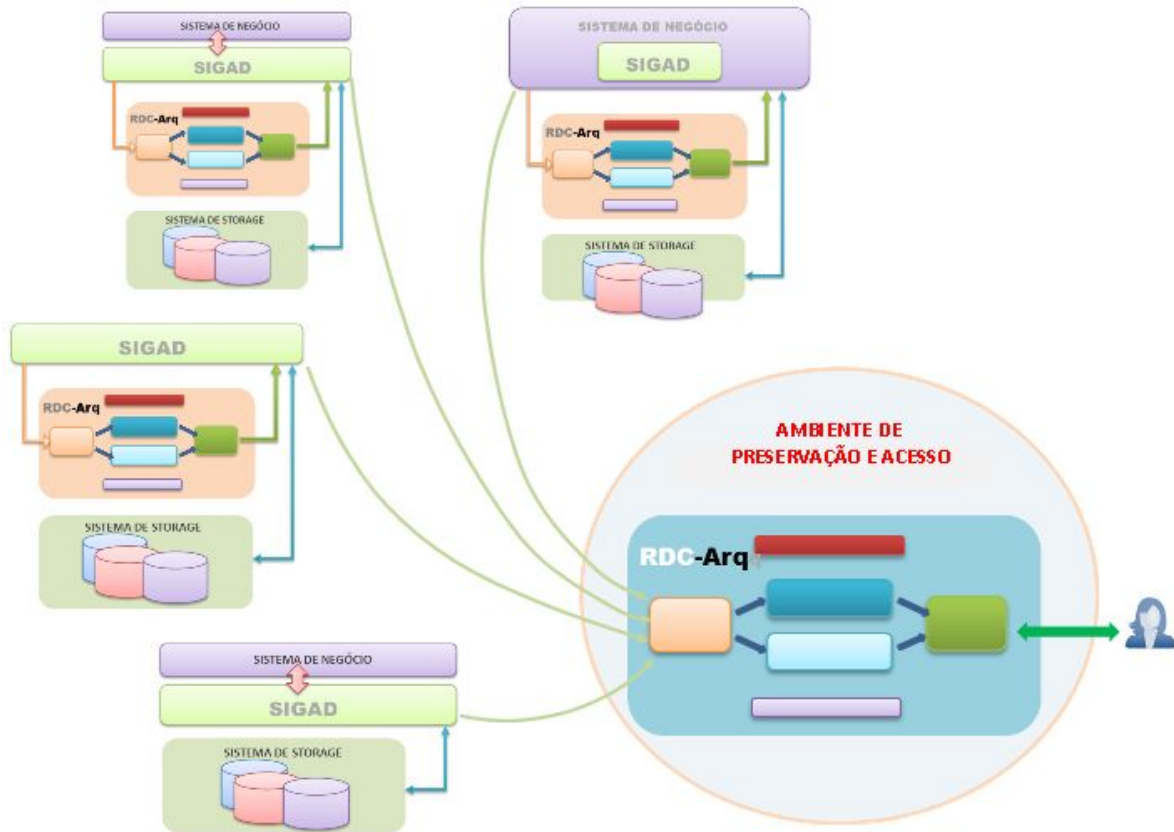 SISTEMA DE NEGÓCIO
SIGAD
RDC-Arq
SISTEMA DE STORAGE
SISTEMA DE NEGÓCIO
SIGAD
RDC-Arq
SISTEMA DE STORAGE
SIGAD
RDC-Arq
SISTEMA DE STORAGE
SISTEMA DE NEGÓCIO
SIGAD
SISTEMA DE STORAGE
AMBIENTE DE
PRESERVAÇÃO E ACESSO
RDC-Arq